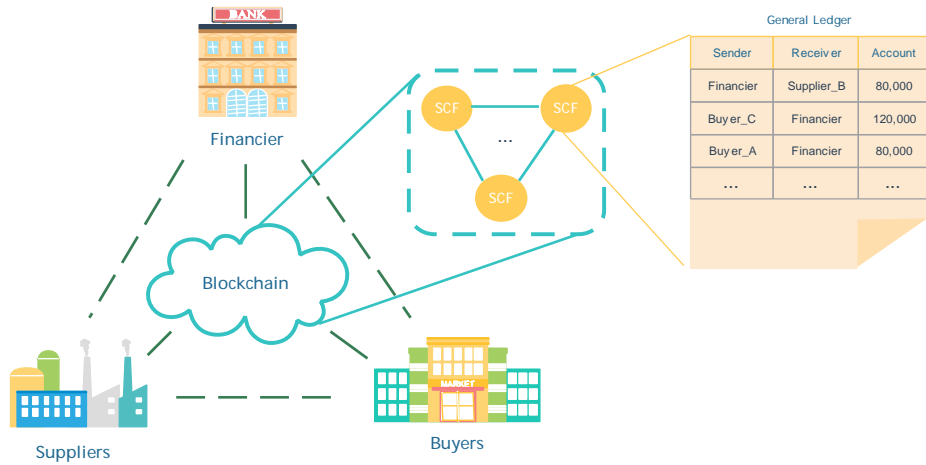 BANK
Financier
General Ledger
Sender Receiver Account
Financier Supplier_B 80,000
Buyer_C Financier 120,000
Buyer_A Financier 80,000
... ... ...
SCF SCF
...
SCF
Blockchain
MARKET
Suppliers
Buyers